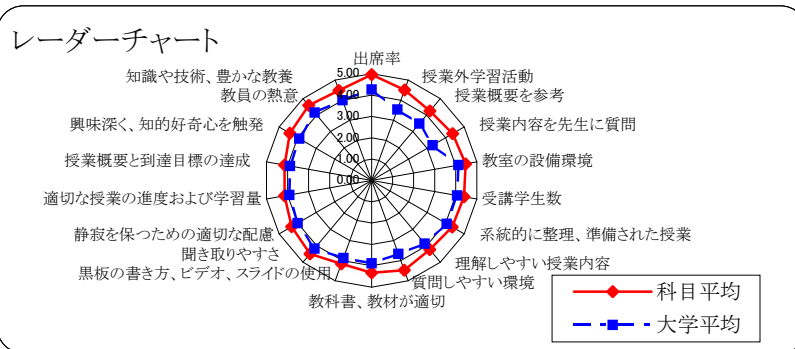 レーダーチャート
出席率
授業外学習活動
授業概要を参考
授業内容を先生に質問
教室の設備環境
受講学生数
系統的に整理、準備された授業
理解しやすい授業内容
質問しやすい環境
教科書、教材が適切
黒板の書き方、ビデオ、スライドの使用
聞き取りやすさ
静寂を保つための適切な配慮
適切な授業の進度および学習量
授業概要と到達目標の達成
興味深く、知的好奇心を触発
教員の熱意
知識や技術、豊かな教養
5.00
4.00
3.00
2.00
1.00
0.00
科目平均
大学平均